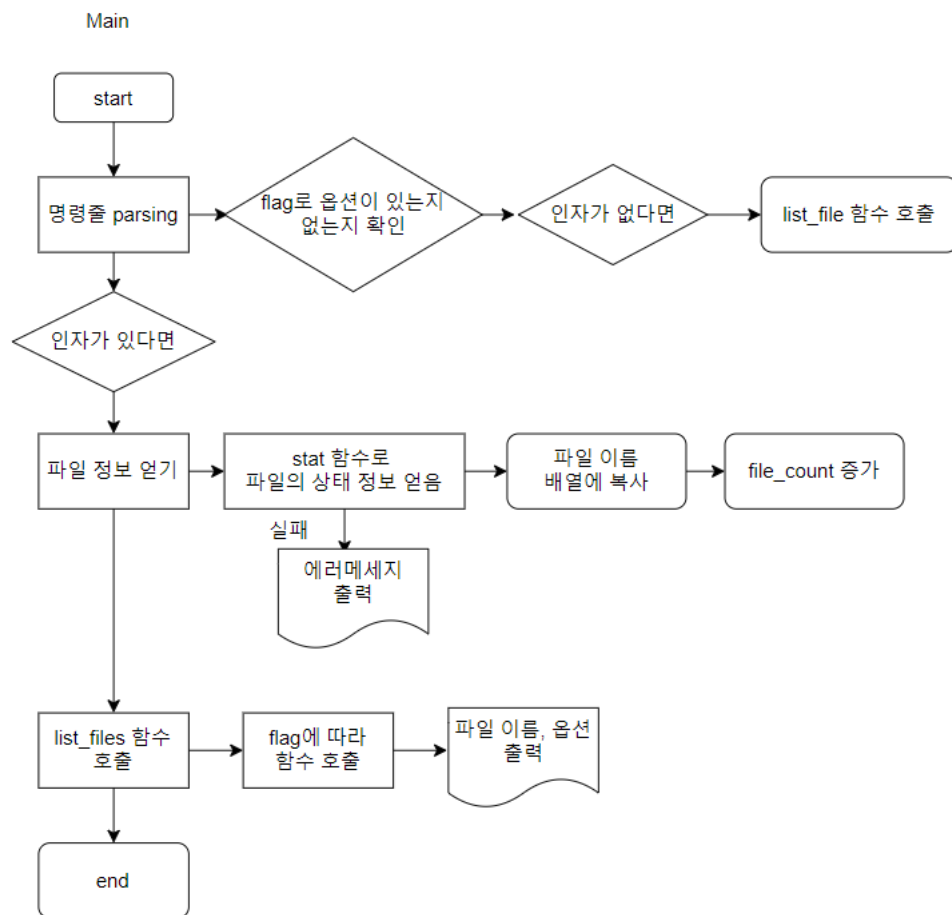 Main
start
명령줄 parsing
flag로 옵션이 있는지
없는지 확인
인자가 없다면
list_file 함수 호출
인자가 있다면
파일 정보 얻기
stat 함수로
파일의 상태 정보 얻음
파일 이름
배열에 복사
file_count 증가
실패
에러메세지
출력
list_files 함수
호출
flag에 따라
함수 호출
파일 이름, 옵션
출력
end